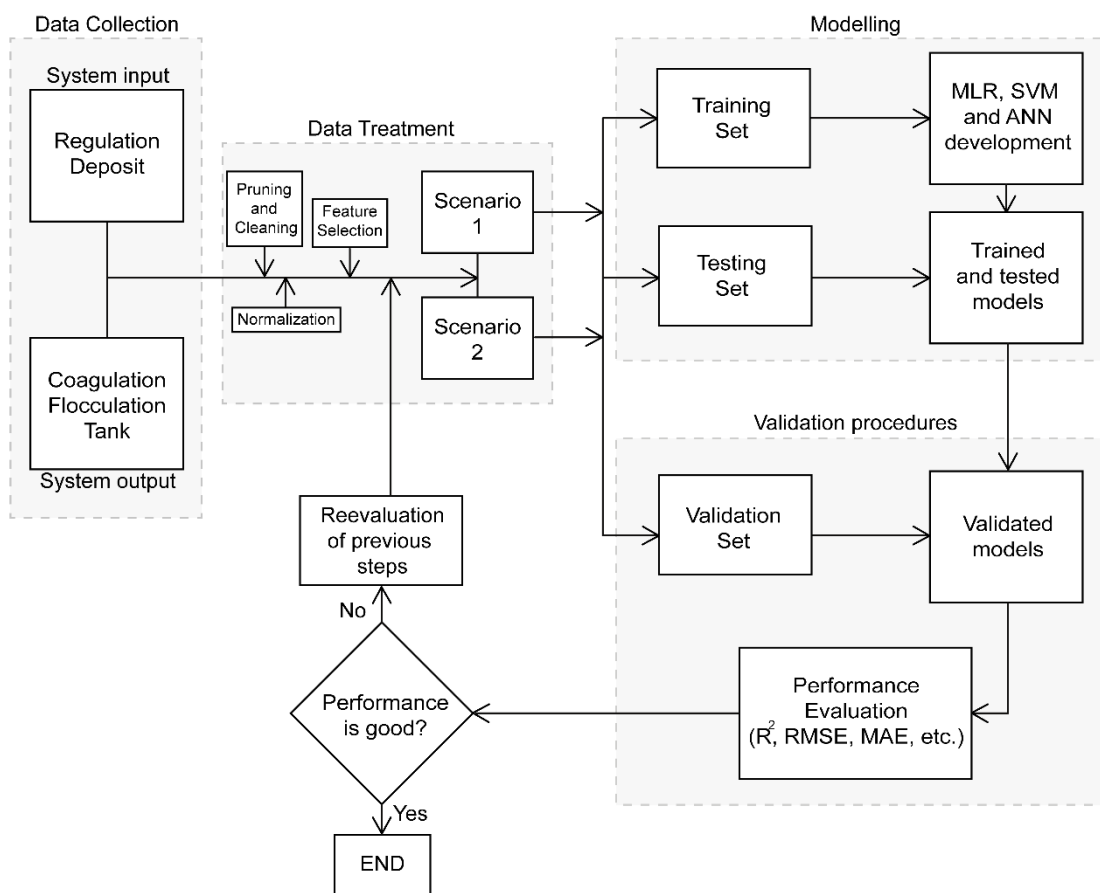 Data Collection
System input
Regulation
Deposit
Coagulation
Flocculation
Tank
System output
Data Treatment
Pruning
and
Cleaning
Feature
Selection
Normalization
Scenario
1
Scenario
2
Modelling
Training
Set
MLR, SVM
and ANN
development
Testing
Set
Trained
and tested
models
Validation procedures
Validation
Set
Validated
models
Performance
Evaluation
(R², RMSE, MAE, etc.)
Performance
is good?
No
Reevaluation
of previous
steps
Yes
END